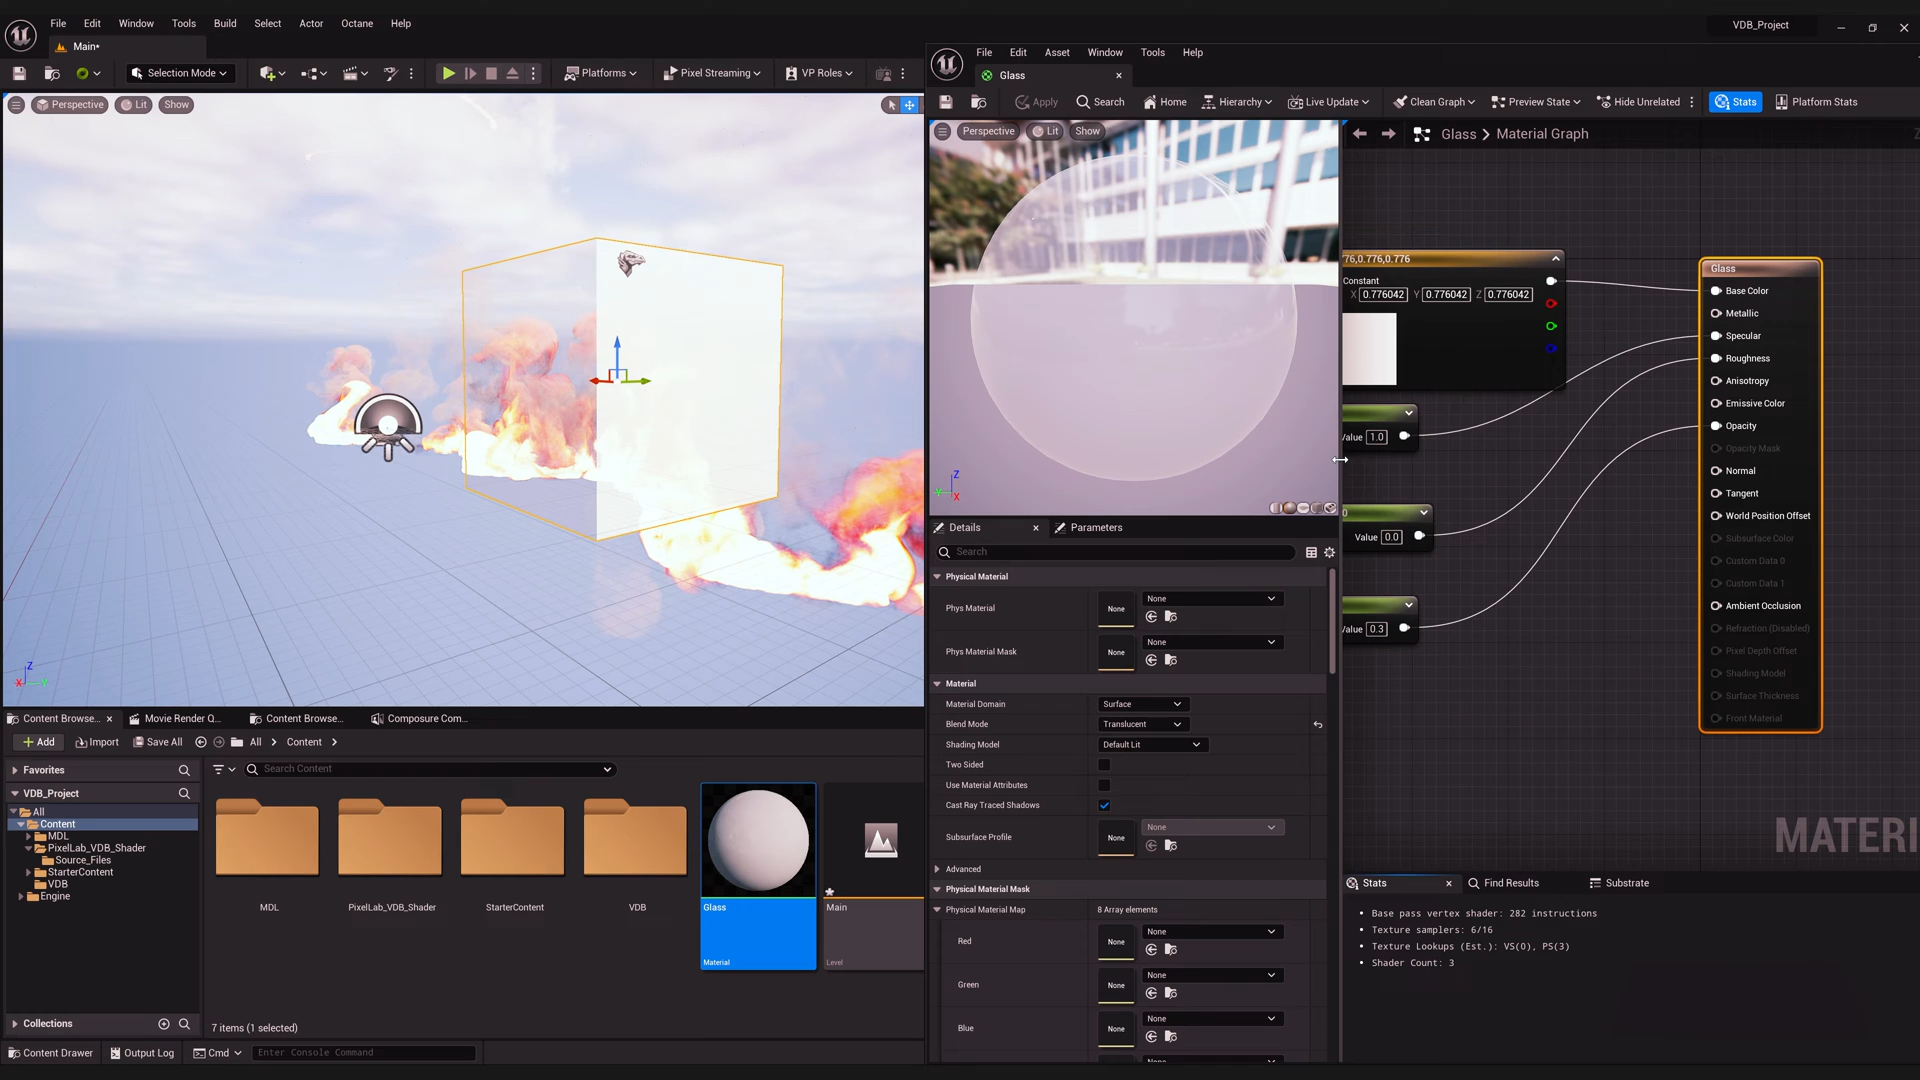 File Edit Window Tools Build Select Actor Octane Help
VDB_Project
Main*
Selection Mode
Platforms
Pixel Streaming
VP Roles
Perspective Lit Show
File Edit Asset Window Tools Help
Glass
Apply Search Home Hierarchy Live Update Clean Graph Preview State Hide Unrelated Stats Platform Stats
Perspective Lit Show
Glass > Material Graph
76,0.776,0.776
Constant
X 0.776042 Y 0.776042 Z 0.776042
Value 1.0
0
Value 0.0
Value 0.3
Glass
Base Color
Metallic
Specular
Roughness
Anisotropy
Emissive Color
Opacity
Opacity Mask
Normal
Tangent
World Position Offset
Subsurface Color
Custom Data 0
Custom Data 1
Ambient Occlusion
Refraction (Disabled)
Pixel Depth Offset
Shading Model
Surface Thickness
Front Material
MATERI
Z
X
Y
Z
X
Details
Parameters
Search
Physical Material
Phys Material None None
Phys Material Mask None None
Material
Material Domain Surface
Blend Mode Translucent
Shading Model Default Lit
Two Sided
Use Material Attributes
Cast Ray Traced Shadows
Subsurface Profile None None
Advanced
Physical Material Mask
Physical Material Map 8 Array elements
Red None None
Green None None
Blue None None
None
Stats
Find Results
Substrate
Base pass vertex shader: 282 instructions
Texture samplers: 6/16
Texture Lookups (Est.): VS(0), PS(3)
Shader Count: 3
Content Browse...
Movie Render Q...
Content Browse...
Composure Com...
Add Import Save All All > Content >
Favorites
Search Content
VDB_Project
All
Content
MDL
PixelLab_VDB_Shader
Source_Files
StarterContent
VDB
Engine
MDL
PixelLab_VDB_Shader
StarterContent
VDB
Glass
Material
Main
Level
Collections
7 items (1 selected)
Content Drawer
Output Log
Cmd
Enter Console Command